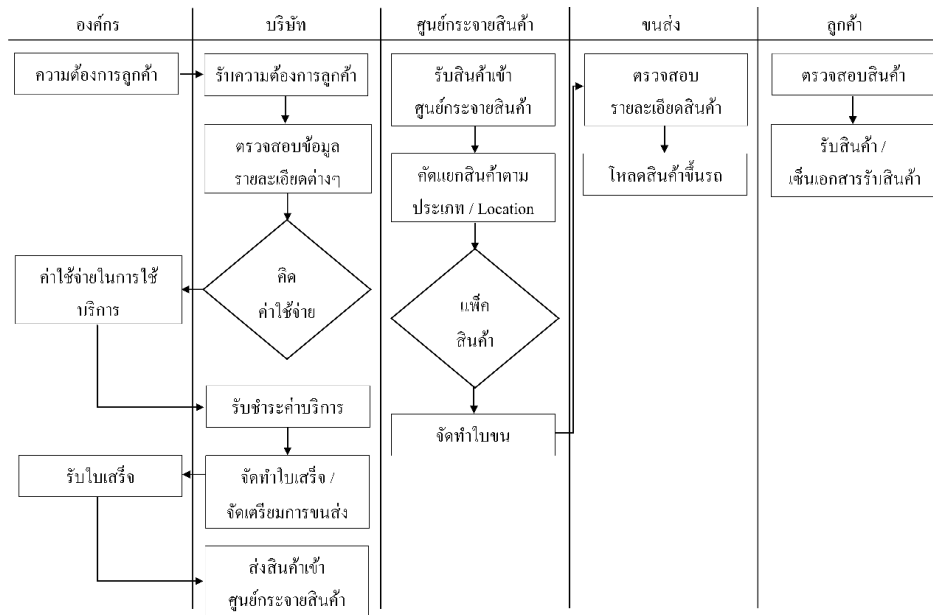 องค์กร
บริษัท
ศูนย์กระจายสินค้า
ขนส่ง
ลูกค้า
ความต้องการลูกค้า
รับความต้องการลูกค้า
ตรวจสอบข้อมูล
รายละเอียดต่างๆ
คิด
ค่าใช้จ่าย
ค่าใช้จ่ายในการใช้
บริการ
รับชำระค่าบริการ
จัดทำใบเสร็จ /
จัดเตรียมการขนส่ง
รับใบเสร็จ
ส่งสินค้าเข้า
ศูนย์กระจายสินค้า
รับสินค้าเข้า
ศูนย์กระจายสินค้า
คัดแยกสินค้าตาม
ประเภท / Location
แพ็ค
สินค้า
จัดทำใบขน
ตรวจสอบ
รายละเอียดสินค้า
โหลดสินค้าขึ้นรถ
ตรวจสอบสินค้า
รับสินค้า /
เซ็นเอกสารรับสินค้า